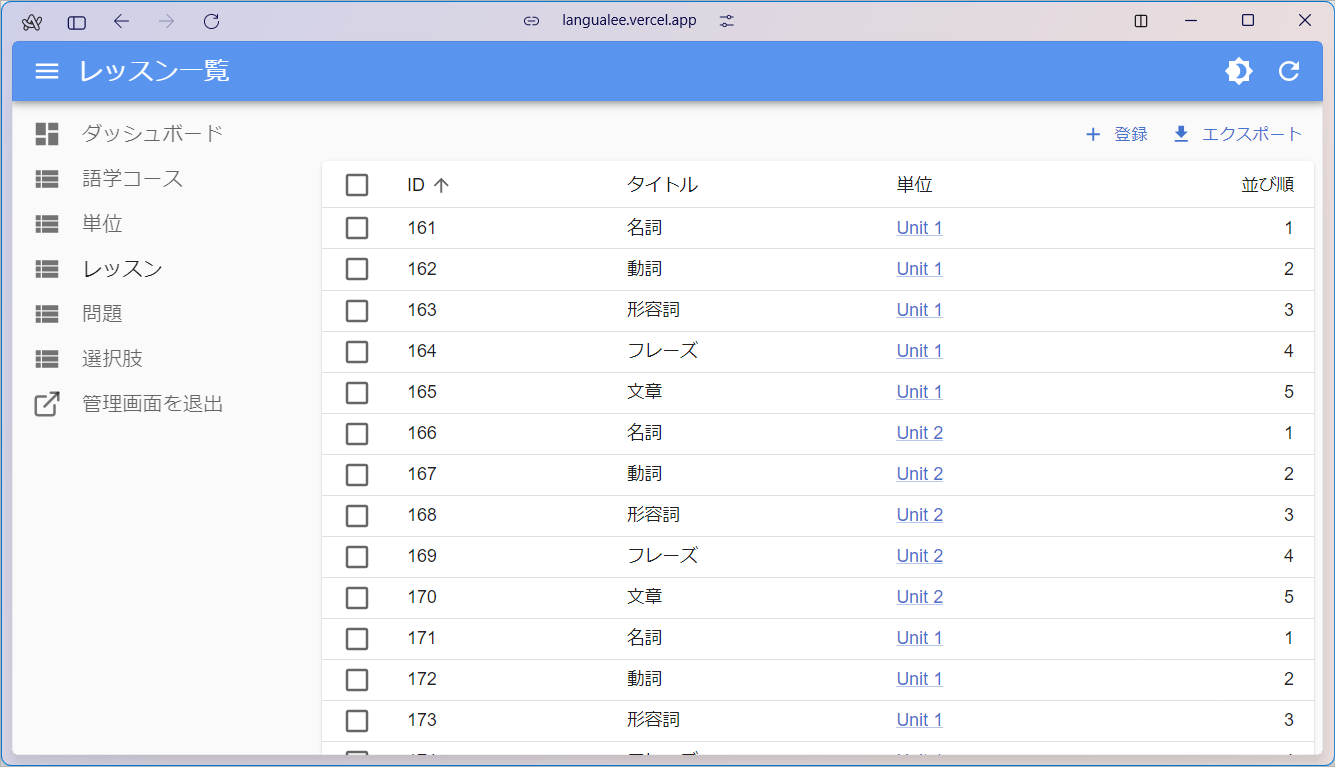 langualee.vercel.app
レッスン一覧
ダッシュボード
語学コース
単位
レッスン
問題
選択肢
管理画面を退出
登録 エクスポート
ID タイトル 単位 並び順
161 名詞 Unit 1 1
162 動詞 Unit 1 2
163 形容詞 Unit 1 3
164 フレーズ Unit 1 4
165 文章 Unit 1 5
166 名詞 Unit 2 1
167 動詞 Unit 2 2
168 形容詞 Unit 2 3
169 フレーズ Unit 2 4
170 文章 Unit 2 5
171 名詞 Unit 1 1
172 動詞 Unit 1 2
173 形容詞 Unit 1 3